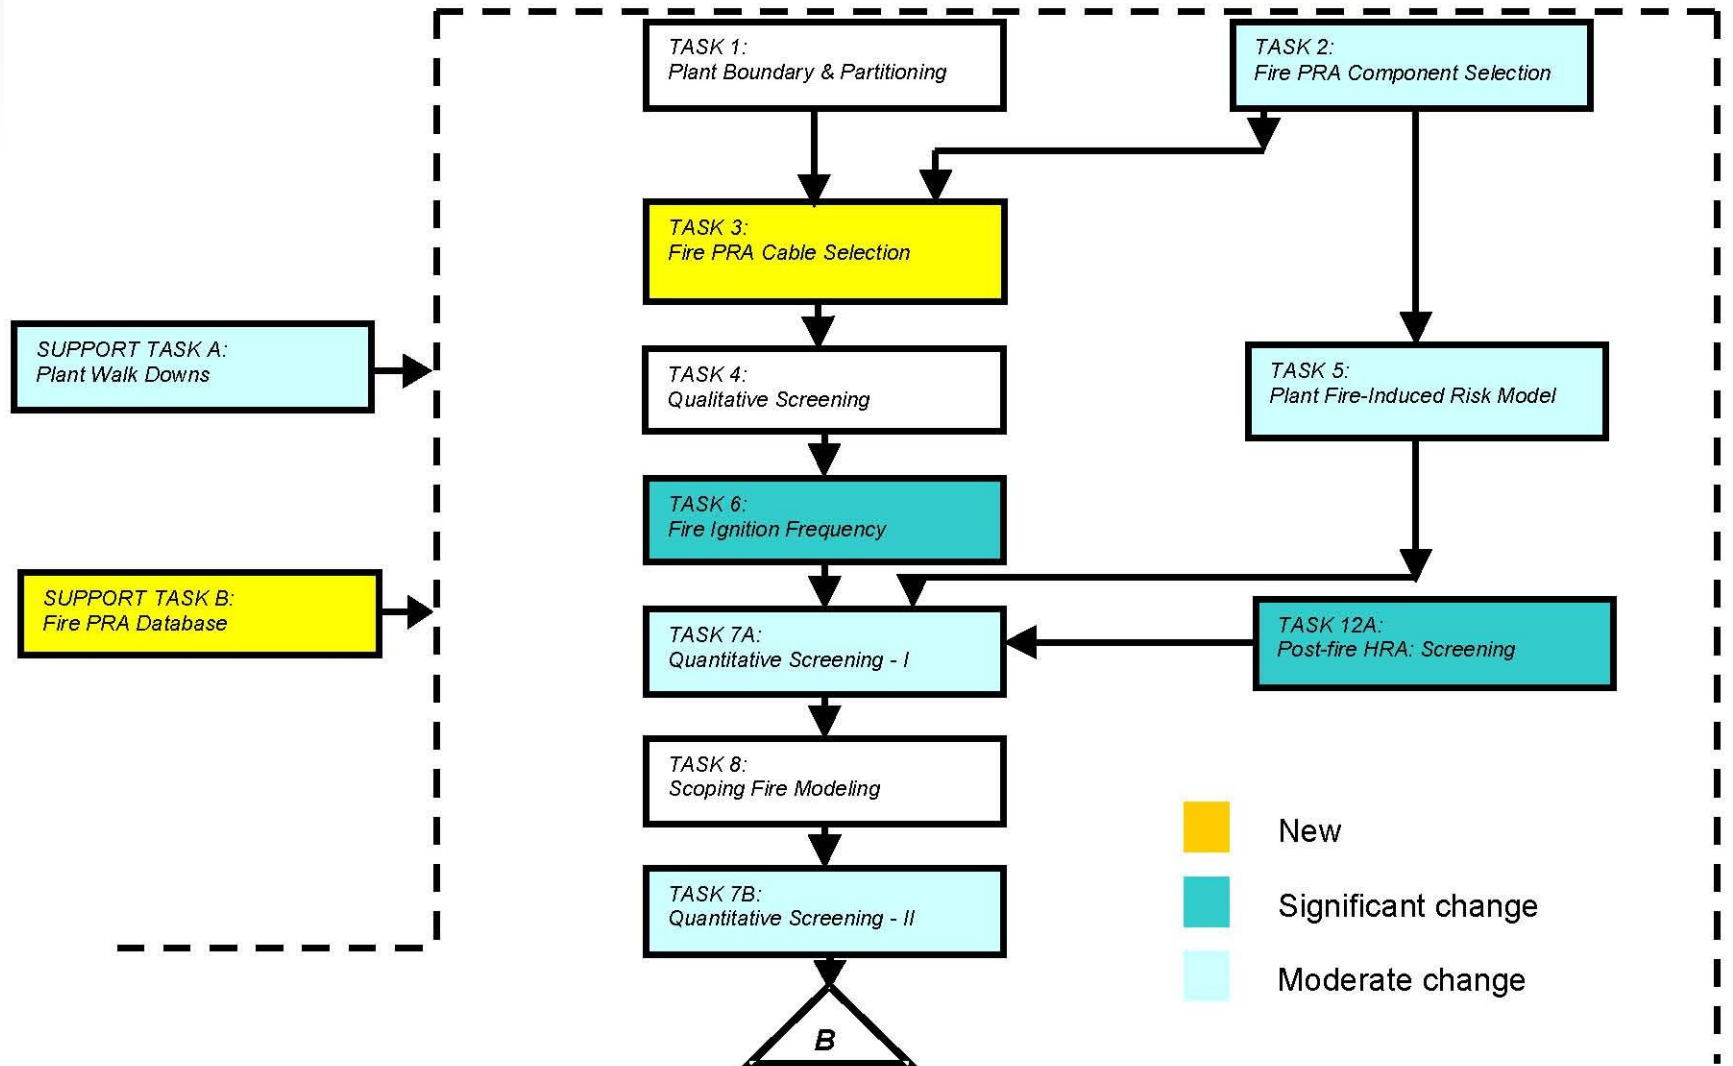 TASK 1:
Plant Boundary & Partitioning
TASK 2:
Fire PRA Component Selection
TASK 3:
Fire PRA Cable Selection
SUPPORT TASK A:
Plant Walk Downs
TASK 4:
Qualitative Screening
TASK 5:
Plant Fire-Induced Risk Model
TASK 6:
Fire Ignition Frequency
SUPPORT TASK B:
Fire PRA Database
TASK 7A:
Quantitative Screening - I
TASK 12A:
Post-fire HRA: Screening
TASK 8:
Scoping Fire Modeling
TASK 7B:
Quantitative Screening - II
New
Significant change
Moderate change
B